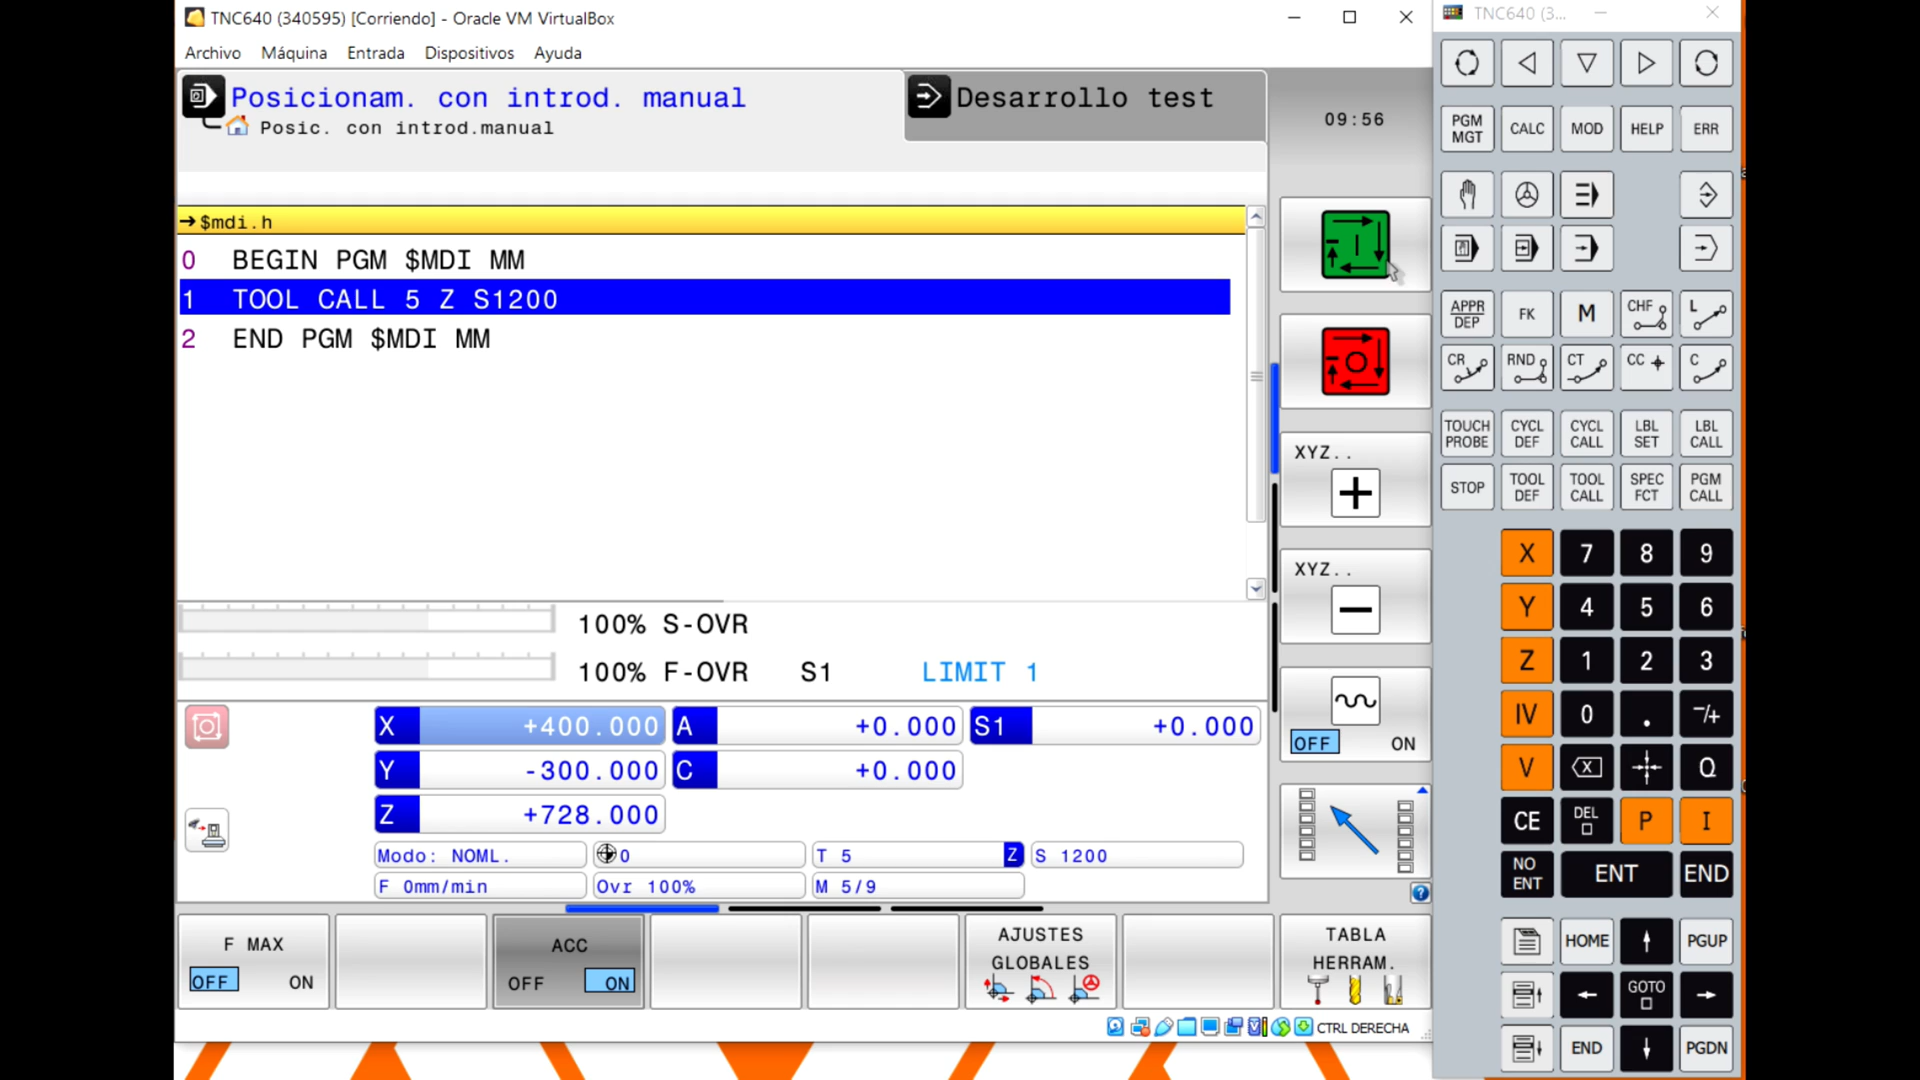 TNC640 (340595) [Corriendo] - Oracle VM VirtualBox
Archivo Máquina Entrada Dispositivos Ayuda
Posicionam. con introd. manual
Posic. con introd.manual
Desarrollo test
09:56
$mdi.h
0 BEGIN PGM $MDI MM
1 TOOL CALL 5 Z S1200
2 END PGM $MDI MM
100% S-OVR
100% F-OVR S1 LIMIT 1
X +400.000 A +0.000 S1 +0.000
Y -300.000 C +0.000
Z +728.000
Modo: NOML. 0 T 5 Z S 1200
F 0mm/min Ovr 100% M 5/9
XYZ..
XYZ..
OFF ON
F MAX
OFF ON
ACC
OFF ON
AJUSTES
GLOBALES
TABLA
HERRAM.
CTRL DERECHA
TNC640 (3...
PGM MGT CALC MOD HELP ERR
APPR DEP FK M CHF L
CR RND CT CC C
TOUCH PROBE CYCL DEF CYCL CALL LBL SET LBL CALL
STOP TOOL DEF TOOL CALL SPEC FCT PGM CALL
X 7 8 9
Y 4 5 6
Z 1 2 3
IV 0 . -/+
V X Q
CE DEL P I
NO ENT ENT END
HOME PGUP
GOTO
END PGDN